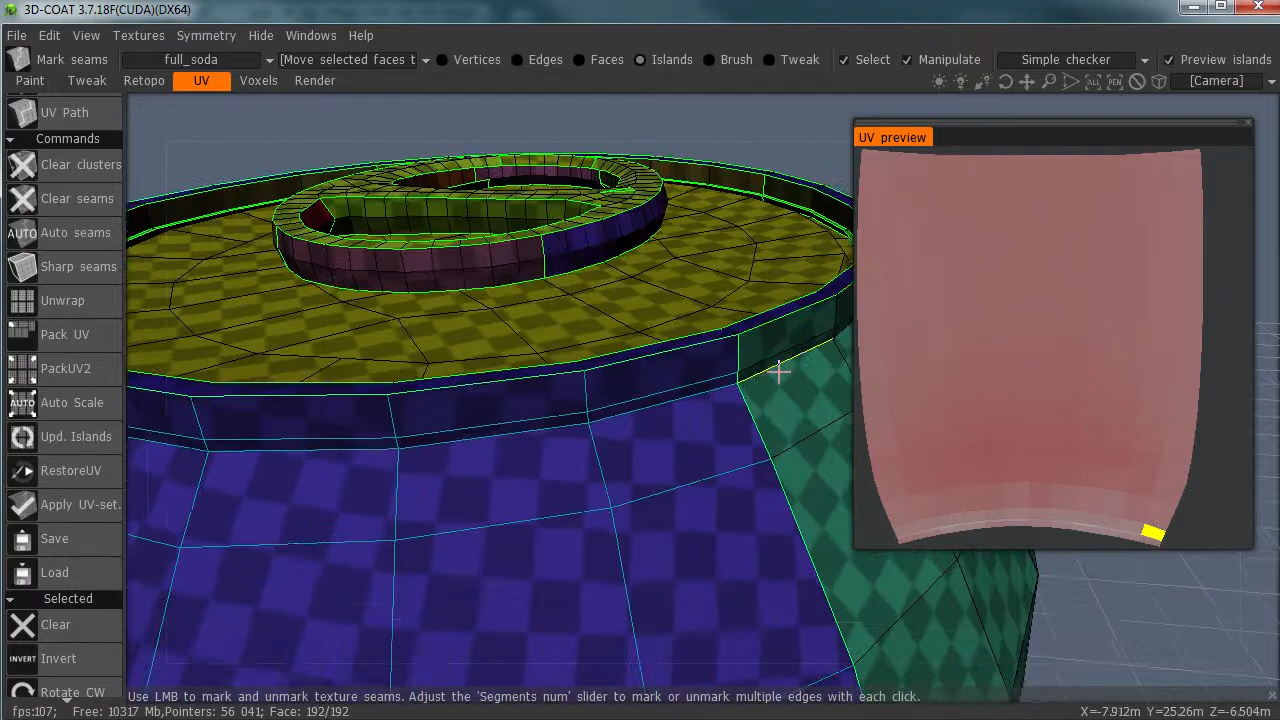 3D-COAT 3.7.18F(CUDA)(DX64)
File Edit View Textures Symmetry Hide Windows Help
Mark seams full_soda [Move selected faces t Vertices Edges Faces Islands Brush Tweak Select Manipulate Simple checker Preview islands
Paint Tweak Retopo UV Voxels Render ALL PEN [Camera]
UV Path
Commands
Clear clusters
Clear seams
AUTO Auto seams
Sharp seams
Unwrap
Pack UV
PackUV2
AUTO Auto Scale
Upd. Islands
RestoreUV
Apply UV-set.
Save
Load
Selected
Clear
INVERT Invert
Rotate CW
UV preview
Use LMB to mark and unmark texture seams. Adjust the 'Segments num' slider to mark or unmark multiple edges with each click.
fps:107; Free: 10317 Mb,Pointers: 56 041; Face: 192/192 X=-7.912m Y=25.26m Z=-6.504m